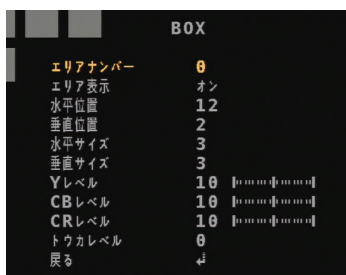 BOX
エリアナンバー 0
エリア表示 オン
水平位置 12
垂直位置 2
水平サイズ 3
垂直サイズ 3
Yレベル 10
CBレベル 10
CRレベル 10
トウカレベル 0
戻る ↲